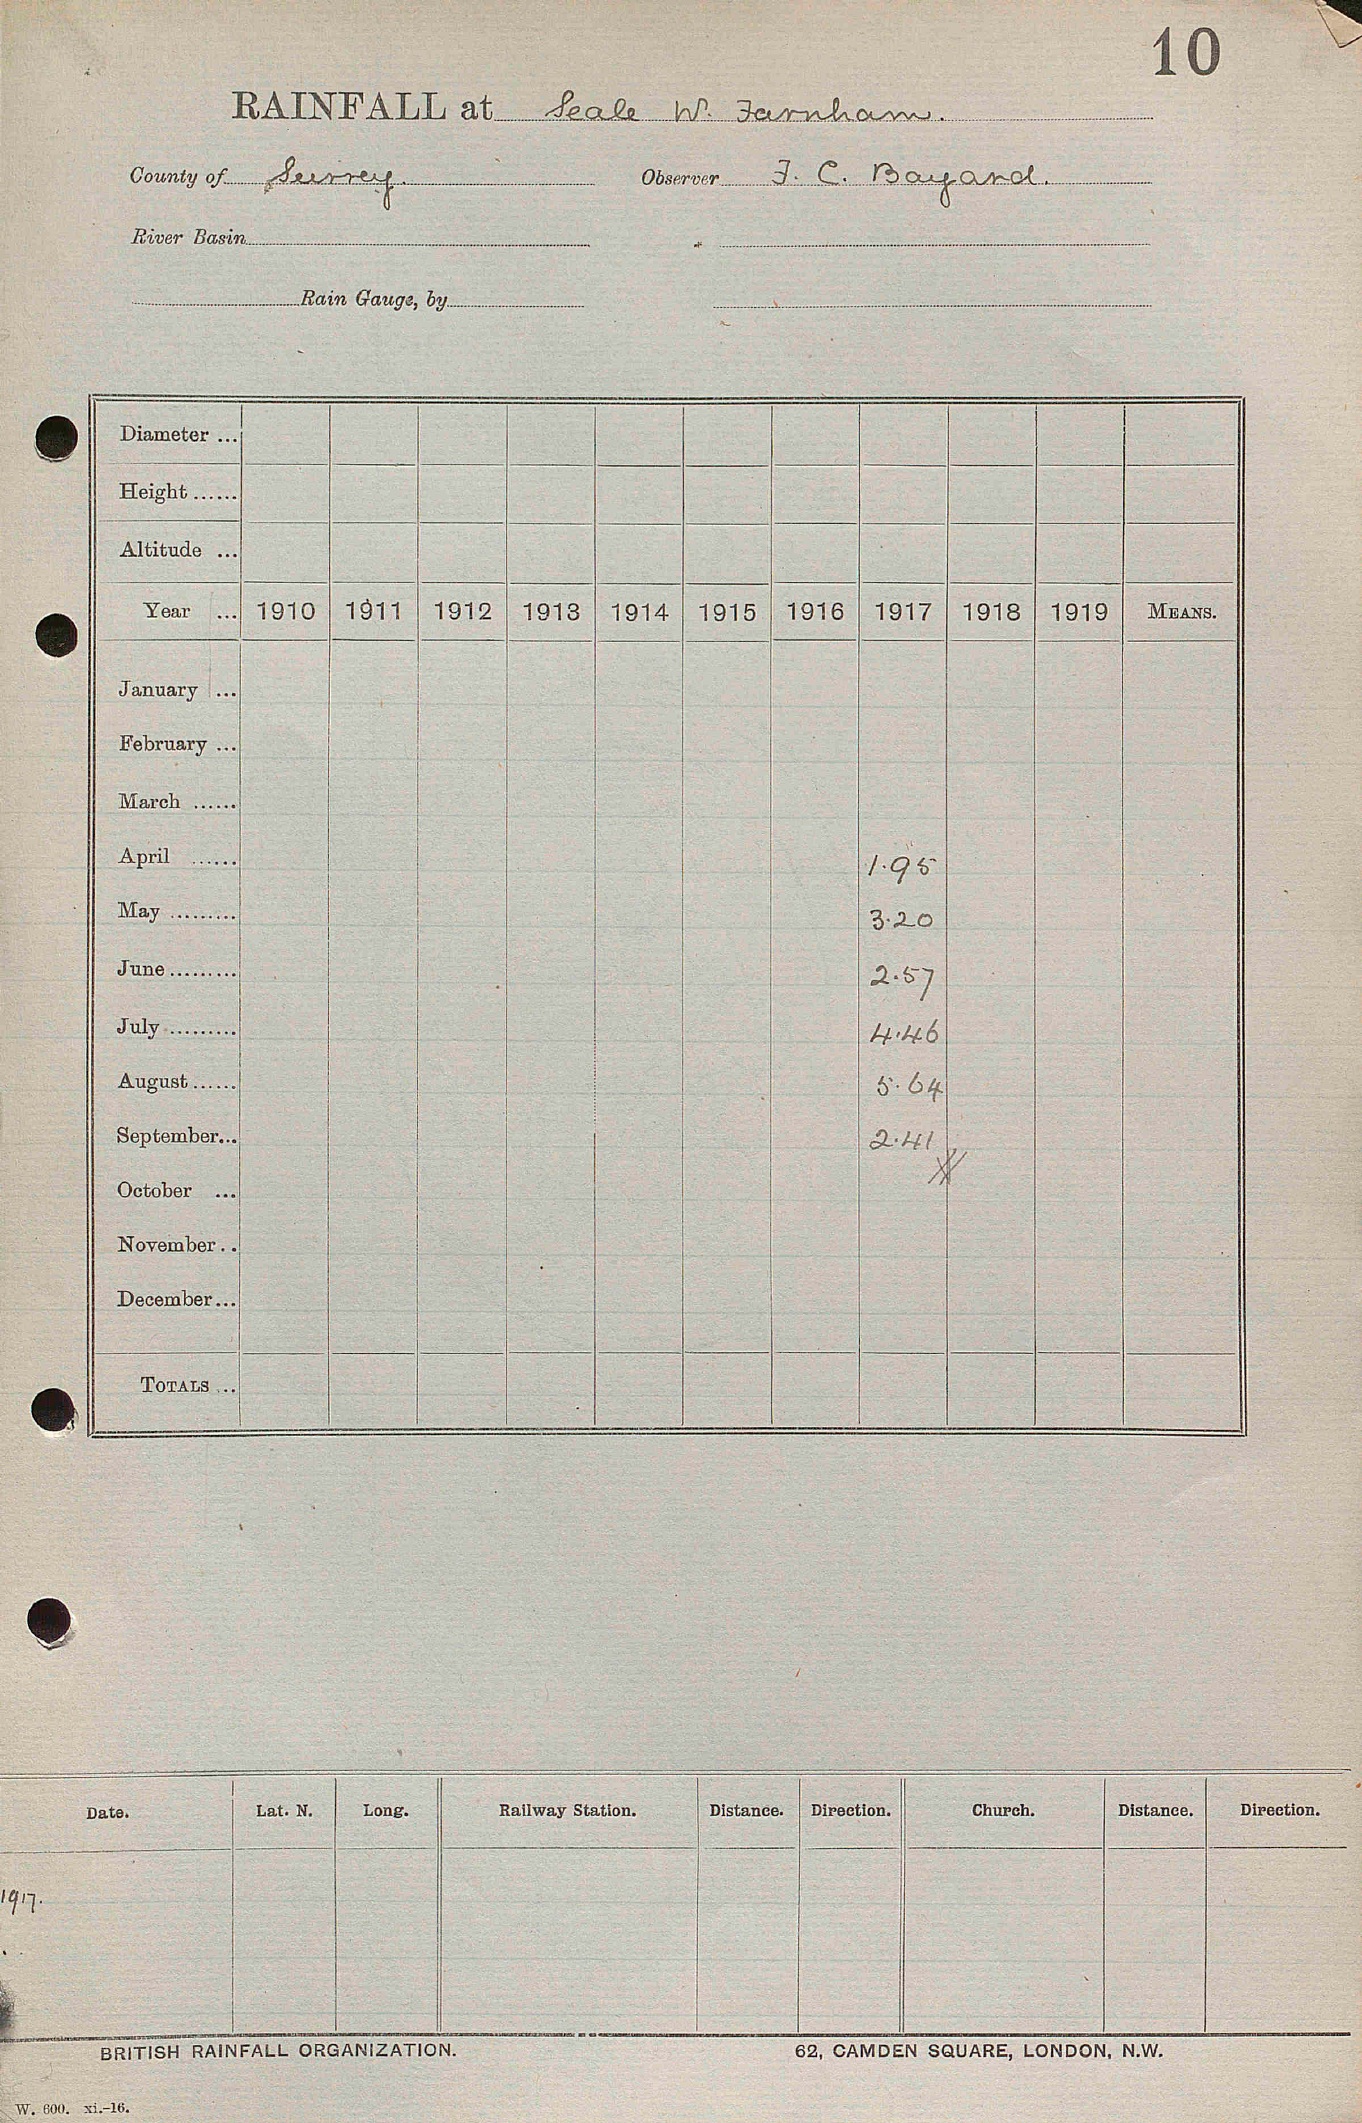 10
RAINFALL at Seale W. Farnham.
County of Surrey. Observer F. C. Bayard.
River Basin
Rain Gauge, by
Diameter ...
Height ......
Altitude ...
Year ... 1910 1911 1912 1913 1914 1915 1916 1917 1918 1919 MEANS.
January ...
February ...
March ......
April ...... 1.95
May ......... 3.20
June ......... 2.57
July ......... 4.46
August ...... 5.64
September... 2.41
October ...
November ..
December ...
TOTALS ...
Date. Lat. N. Long. Railway Station. Distance. Direction. Church. Distance. Direction.
1917.
BRITISH RAINFALL ORGANIZATION. 62, CAMDEN SQUARE, LONDON, N.W.
W. 600. xi.-16.